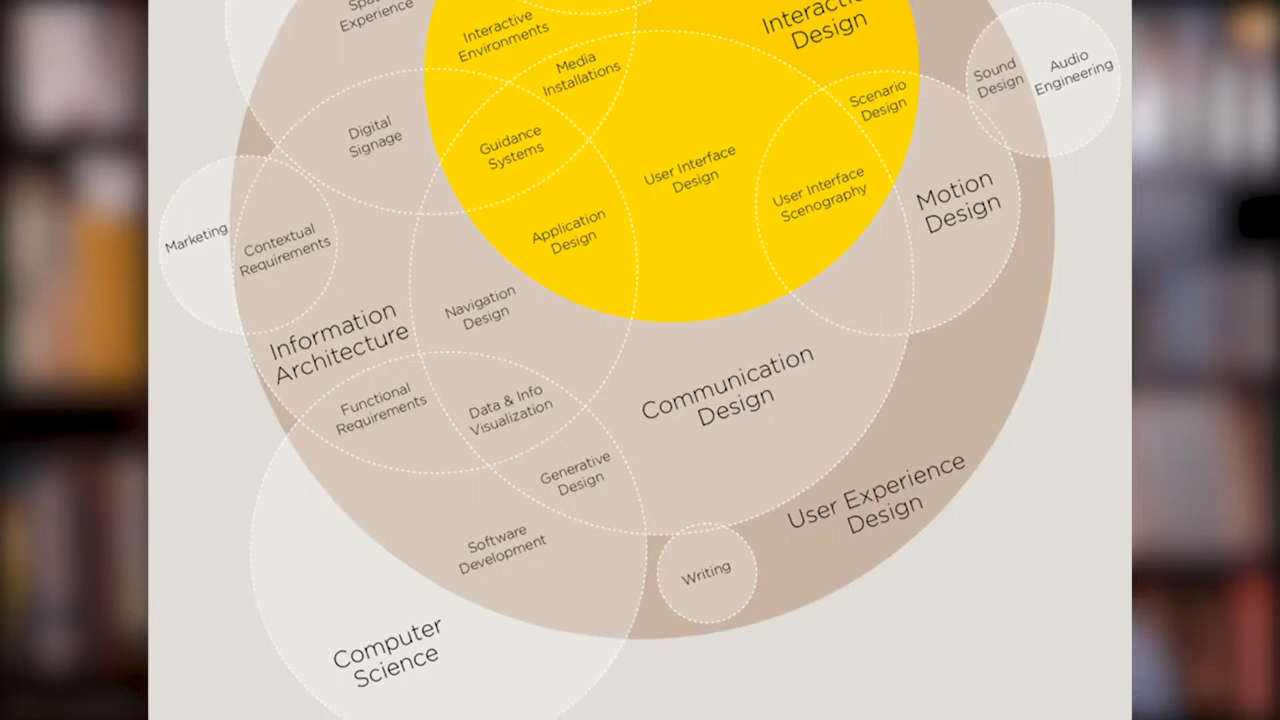 Experience
Interactive
Environments
Media
Installations
Design
Sound
Design
Audio
Engineering
Scenario
Design
Digital
Signage
Guidance
Systems
User Interface
Design
User Interface
Scenography
Motion
Design
Marketing
Contextual
Requirements
Application
Design
Navigation
Design
Information
Architecture
Functional
Requirements
Data & Info
Visualization
Communication
Design
Generative
Design
User Experience
Design
Software
Development
Writing
Computer
Science